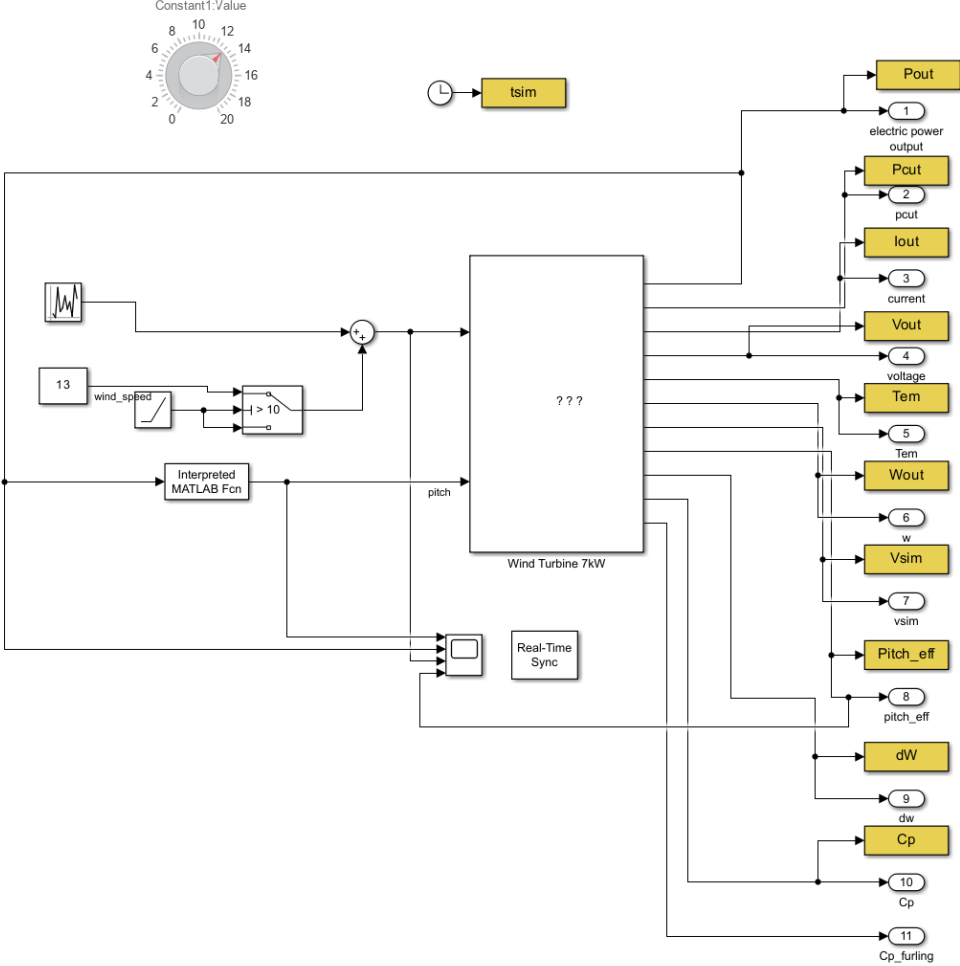 Constant1:Value
10
8
12
6
14
4
16
2
18
0
20
tsim
Pout
1
electric power
output
Pcut
2
pcut
Iout
3
current
Vout
4
voltage
13
wind_speed
> 10
+
+
? ? ?
Tem
5
Tem
Interpreted
MATLAB Fcn
pitch
Wout
6
w
Wind Turbine 7kW
Vsim
7
vsim
Real-Time
Sync
Pitch_eff
8
pitch_eff
dW
9
dw
Cp
10
Cp
11
Cp_furling